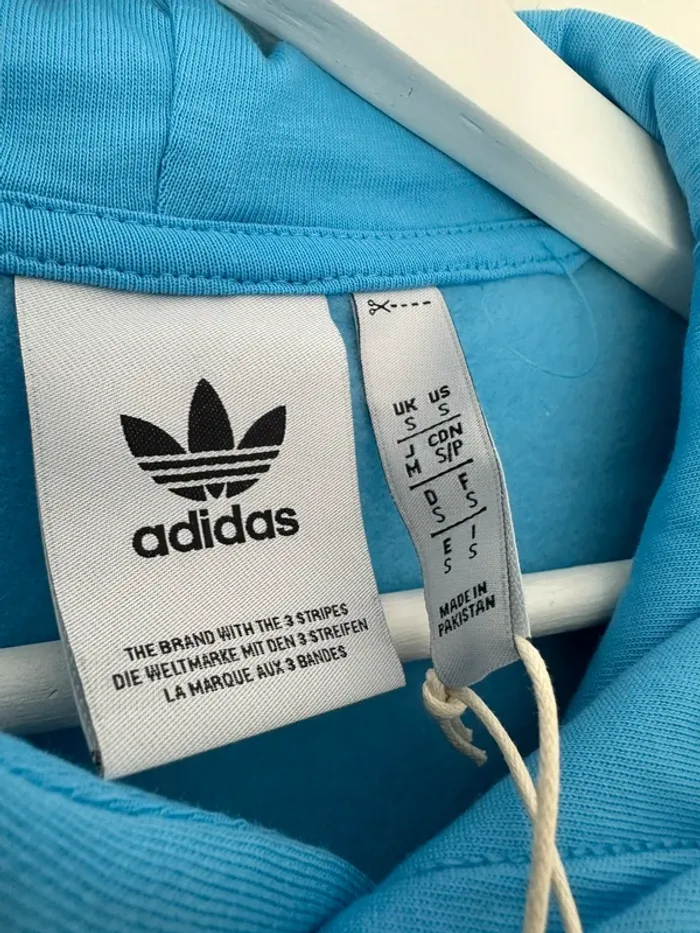 adidas
THE BRAND WITH THE 3 STRIPES
DIE WELTMARKE MIT DEN 3 STREIFEN
LA MARQUE AUX 3 BANDES
UK US
S S
J CDN
M S/P
D F
S S
E I
S S
MADE IN
PAKISTAN